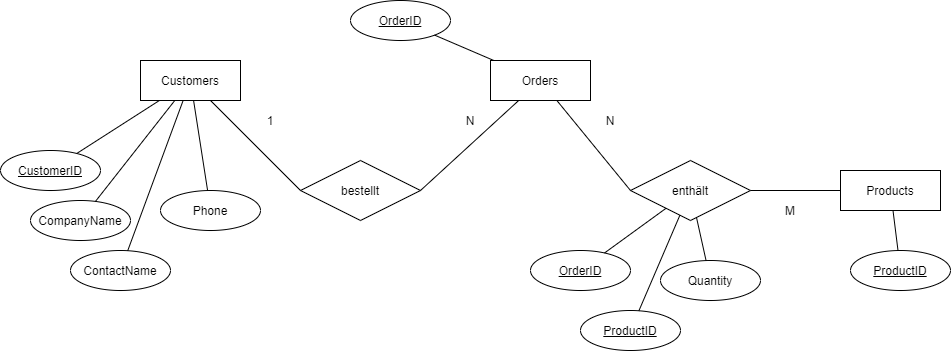 OrderID
Customers
Orders
1
N
N
CustomerID
bestellt
enthält
Products
CompanyName
Phone
M
ContactName
OrderID
Quantity
ProductID
ProductID